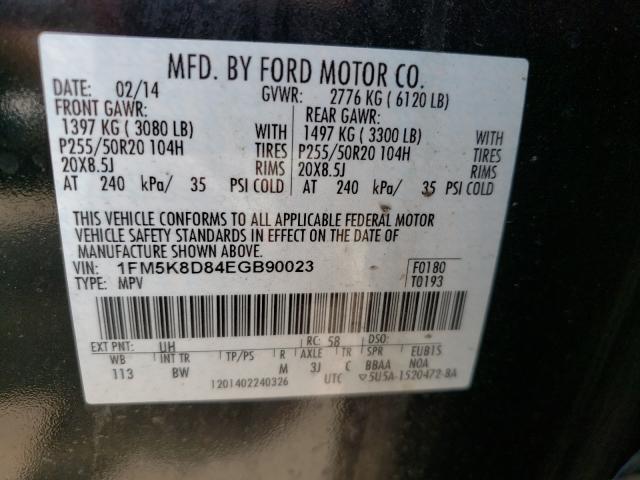 MFD. BY FORD MOTOR CO.
DATE: 02/14 GVWR: 2776 KG ( 6120 LB)
FRONT GAWR: REAR GAWR:
1397 KG ( 3080 LB) WITH 1497 KG ( 3300 LB) WITH
P255/50R20 104H TIRES P255/50R20 104H TIRES
20X8.5J RIMS 20X8.5J RIMS
AT 240 kPa/ 35 PSI COLD AT 240 kPa/ 35 PSI COLD
THIS VEHICLE CONFORMS TO ALL APPLICABLE FEDERAL MOTOR
VEHICLE SAFETY STANDARDS IN EFFECT ON THE DATE OF
MANUFACTURE SHOWN ABOVE.
VIN: 1FM5K8D84EGB90023 F0180
TYPE: MPV T0193
EXT PNT: UH RC: 58 DSO:
WB INT TR TP/PS R AXLE TR SPR EUB1S
113 BW M 3J C BBAA NOA
1201402240326 UTC 5U5A-1520472-8A